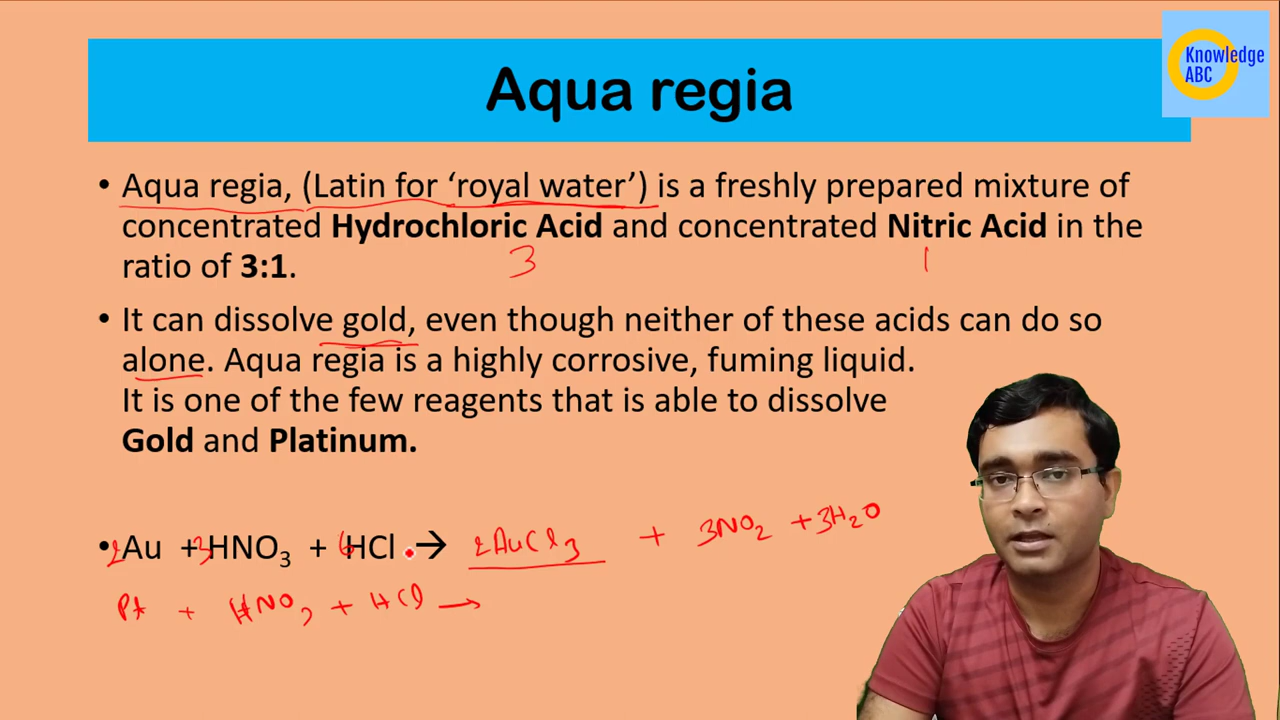 Aqua regia
Knowledge
ABC
• Aqua regia, (Latin for ‘royal water’) is a freshly prepared mixture of
concentrated Hydrochloric Acid and concentrated Nitric Acid in the
ratio of 3:1.
3 1
• It can dissolve gold, even though neither of these acids can do so
alone. Aqua regia is a highly corrosive, fuming liquid.
It is one of the few reagents that is able to dissolve
Gold and Platinum.
• 2Au + 3HNO₃ + 6HCl → 2AuCl₃ + 3NO₂ + 3H₂O
Pt + HNO₃ + HCl →